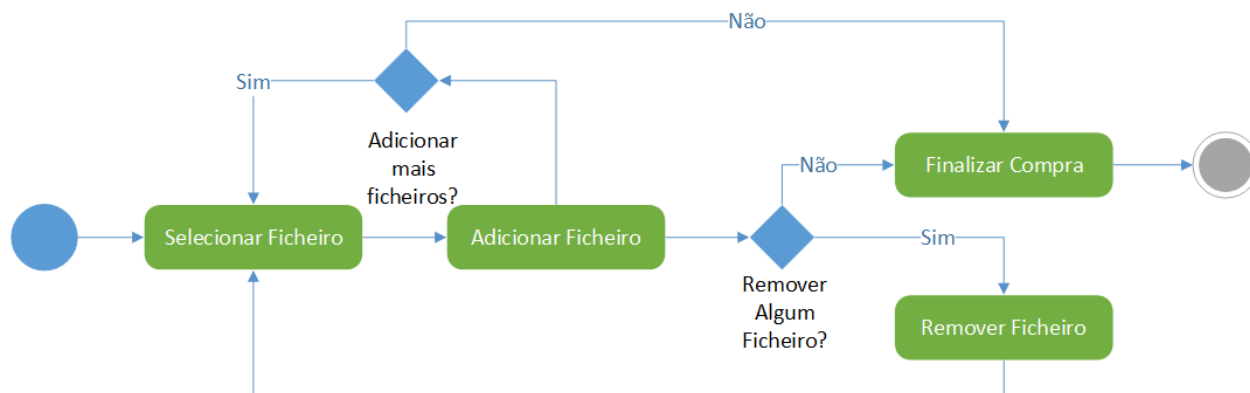 Não
Sim
Adicionar
mais
ficheiros?
Não
Finalizar Compra
Selecionar Ficheiro
Adicionar Ficheiro
Sim
Remover
Algum
Ficheiro?
Remover Ficheiro